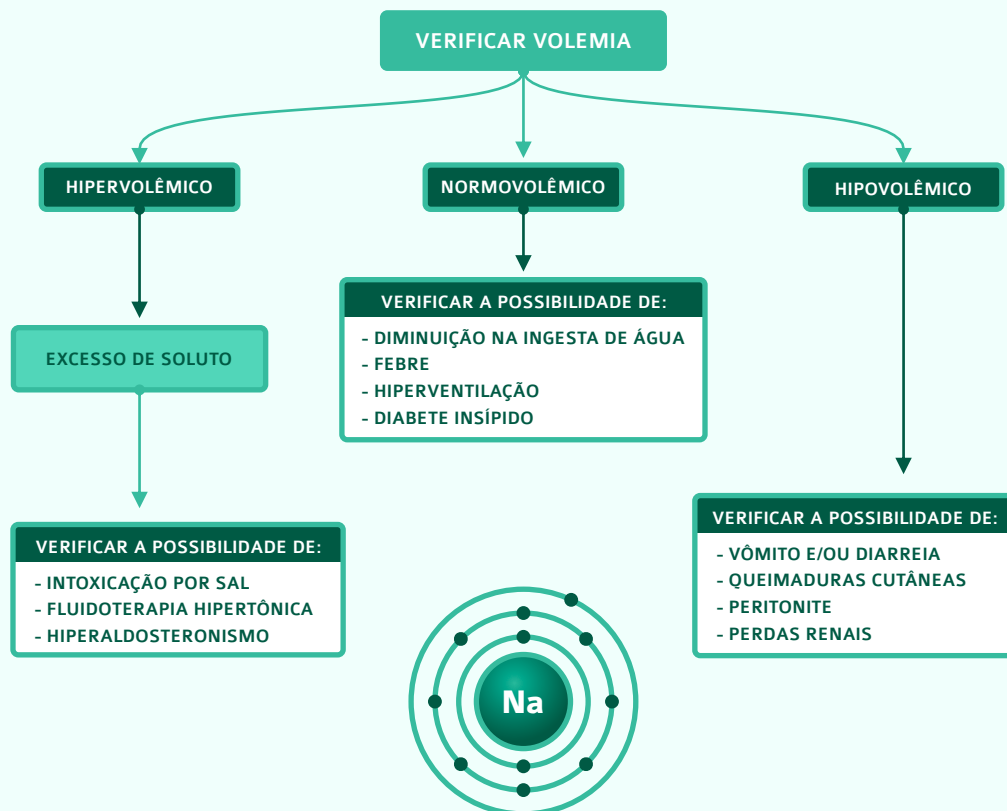 VERIFICAR VOLEMIA
HIPERVOLÊMICO
NORMOVOLÊMICO
HIPOVOLÊMICO
EXCESSO DE SOLUTO
VERIFICAR A POSSIBILIDADE DE:
- DIMINUIÇÃO NA INGESTA DE ÁGUA
- FEBRE
- HIPERVENTILAÇÃO
- DIABETE INSÍPIDO
VERIFICAR A POSSIBILIDADE DE:
- INTOXICAÇÃO POR SAL
- FLUIDOTERAPIA HIPERTÔNICA
- HIPERALDOSTERONISMO
VERIFICAR A POSSIBILIDADE DE:
- VÔMITO E/OU DIARREIA
- QUEIMADURAS CUTÂNEAS
- PERITONITE
- PERDAS RENAIS
Na